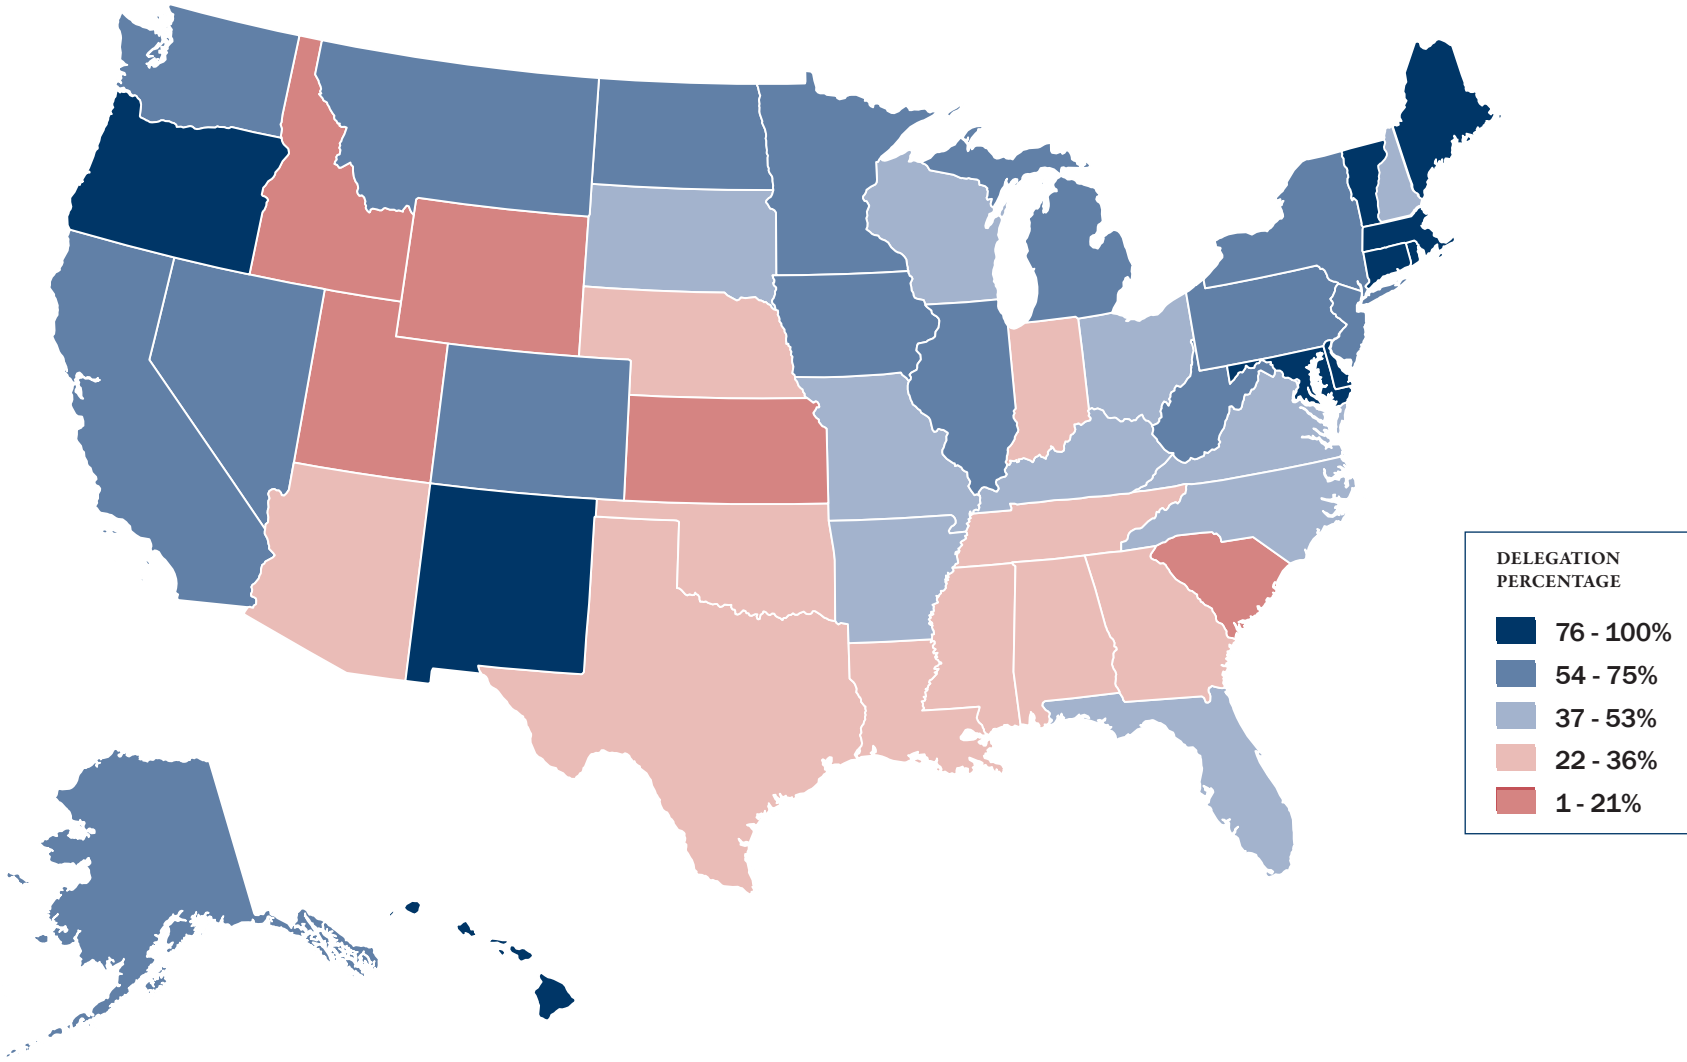 DELEGATION
PERCENTAGE
76 - 100%
54 - 75%
37 - 53%
22 - 36%
1 - 21%